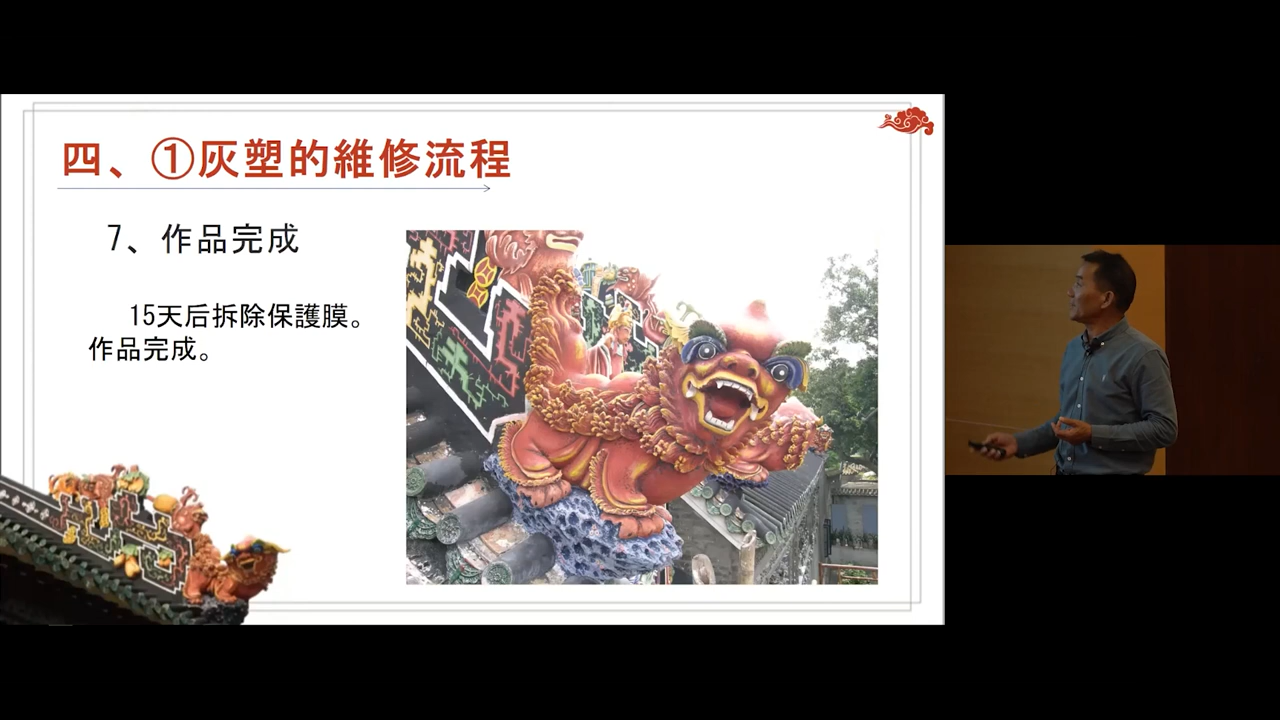 四、①灰塑的維修流程
7、作品完成
15天后拆除保護膜。
作品完成。